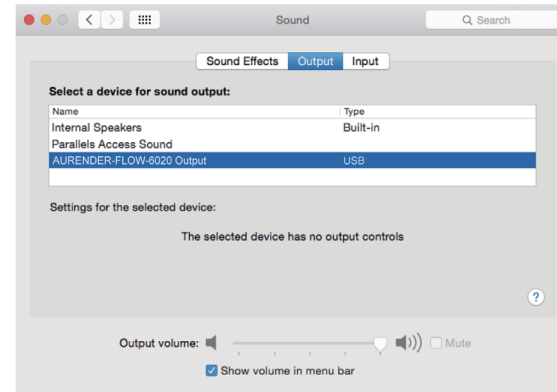 Sound
Search
Sound Effects Output Input
Select a device for sound output:
Name Type
Internal Speakers Built-in
Parallels Access Sound
AURENDER-FLOW-6020 Output USB
Settings for the selected device:
The selected device has no output controls
?
Output volume: Mute
Show volume in menu bar